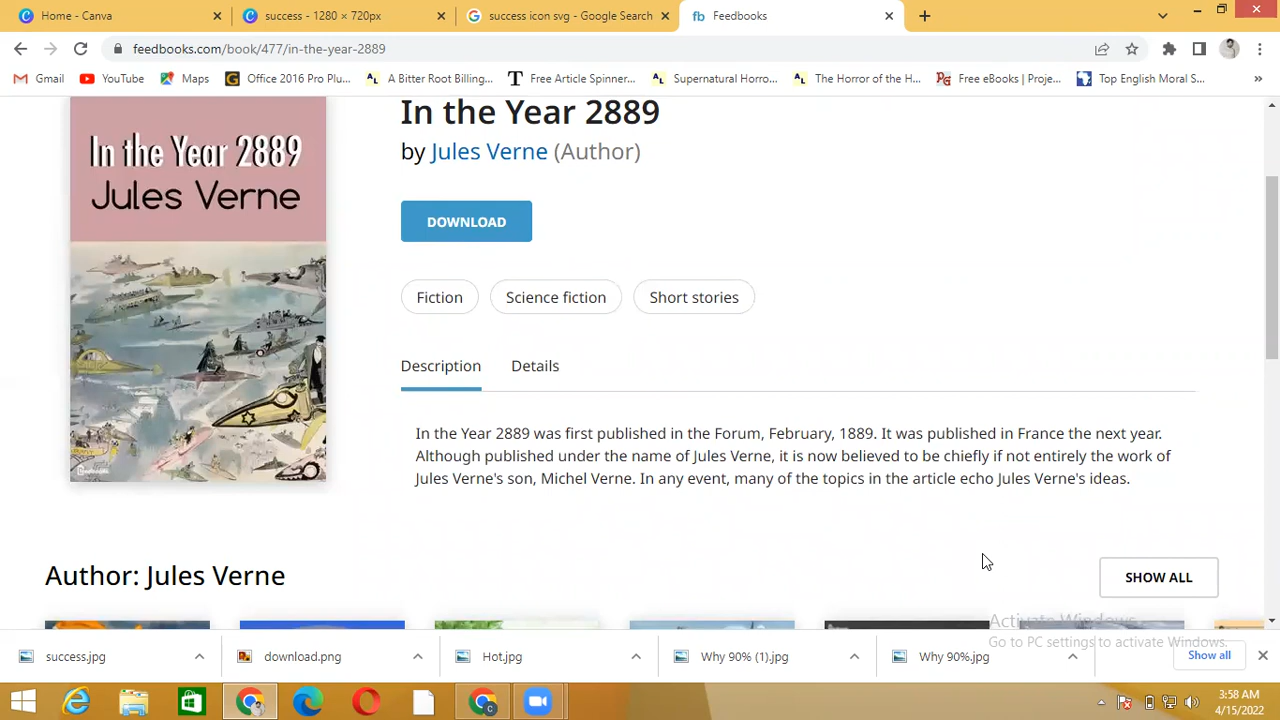 Home - Canva
success - 1280 × 720px
success icon svg - Google Search
fb Feedbooks
feedbooks.com/book/477/in-the-year-2889
Gmail
YouTube
Maps
Office 2016 Pro Plu...
A Bitter Root Billing...
Free Article Spinner...
Supernatural Horro...
The Horror of the H...
Free eBooks | Proje...
Top English Moral S...
In the Year 2889
Jules Verne
In the Year 2889
by Jules Verne (Author)
DOWNLOAD
Fiction
Science fiction
Short stories
Description
Details
In the Year 2889 was first published in the Forum, February, 1889. It was published in France the next year.
Although published under the name of Jules Verne, it is now believed to be chiefly if not entirely the work of
Jules Verne's son, Michel Verne. In any event, many of the topics in the article echo Jules Verne's ideas.
Author: Jules Verne
SHOW ALL
Activate Windows
Go to PC settings to activate Windows.
success.jpg
download.png
Hot.jpg
Why 90% (1).jpg
Why 90%.jpg
Show all
3:58 AM
4/15/2022